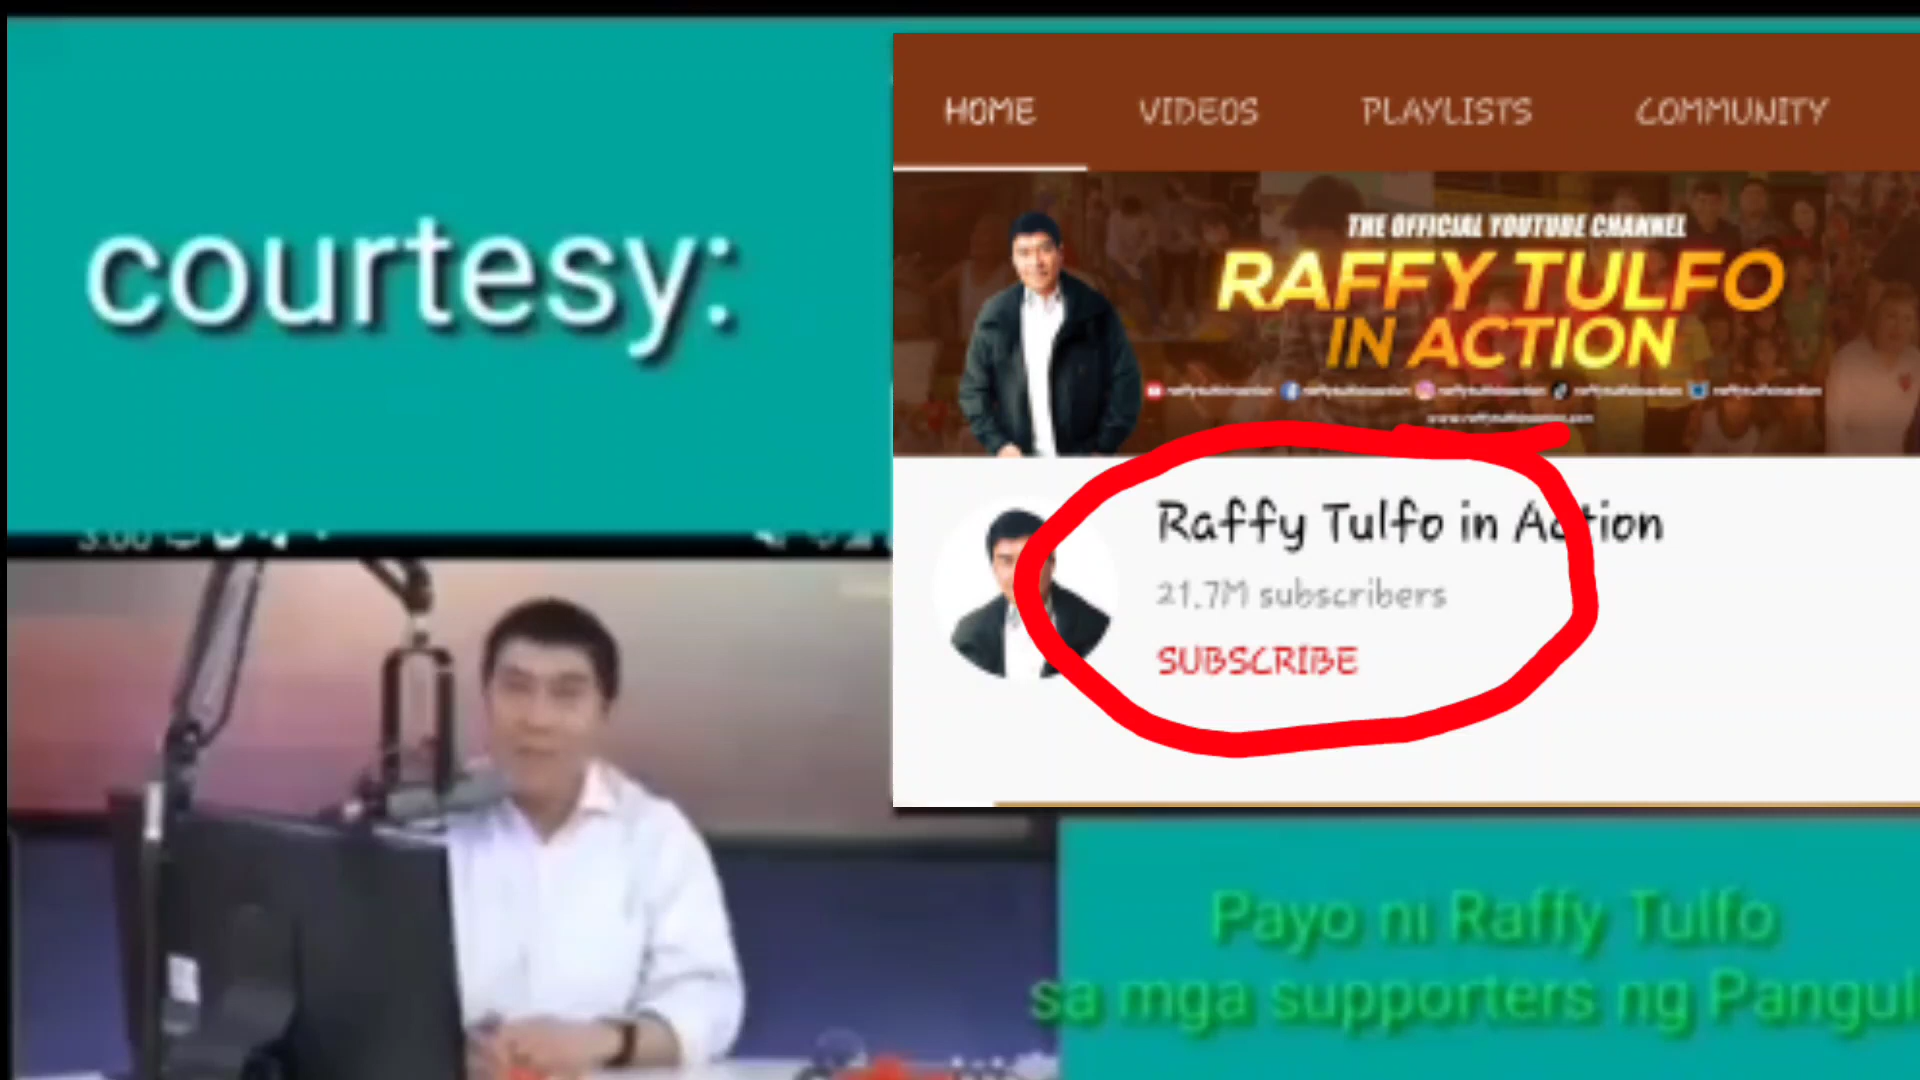 courtesy:
HOME VIDEOS PLAYLISTS COMMUNITY
THE OFFICIAL YOUTUBE CHANNEL
RAFFY TULFO
IN ACTION
Raffy Tulfo in Action
21.7M subscribers
SUBSCRIBE
Payo ni Raffy Tulfo
sa mga supporters ng Pangul